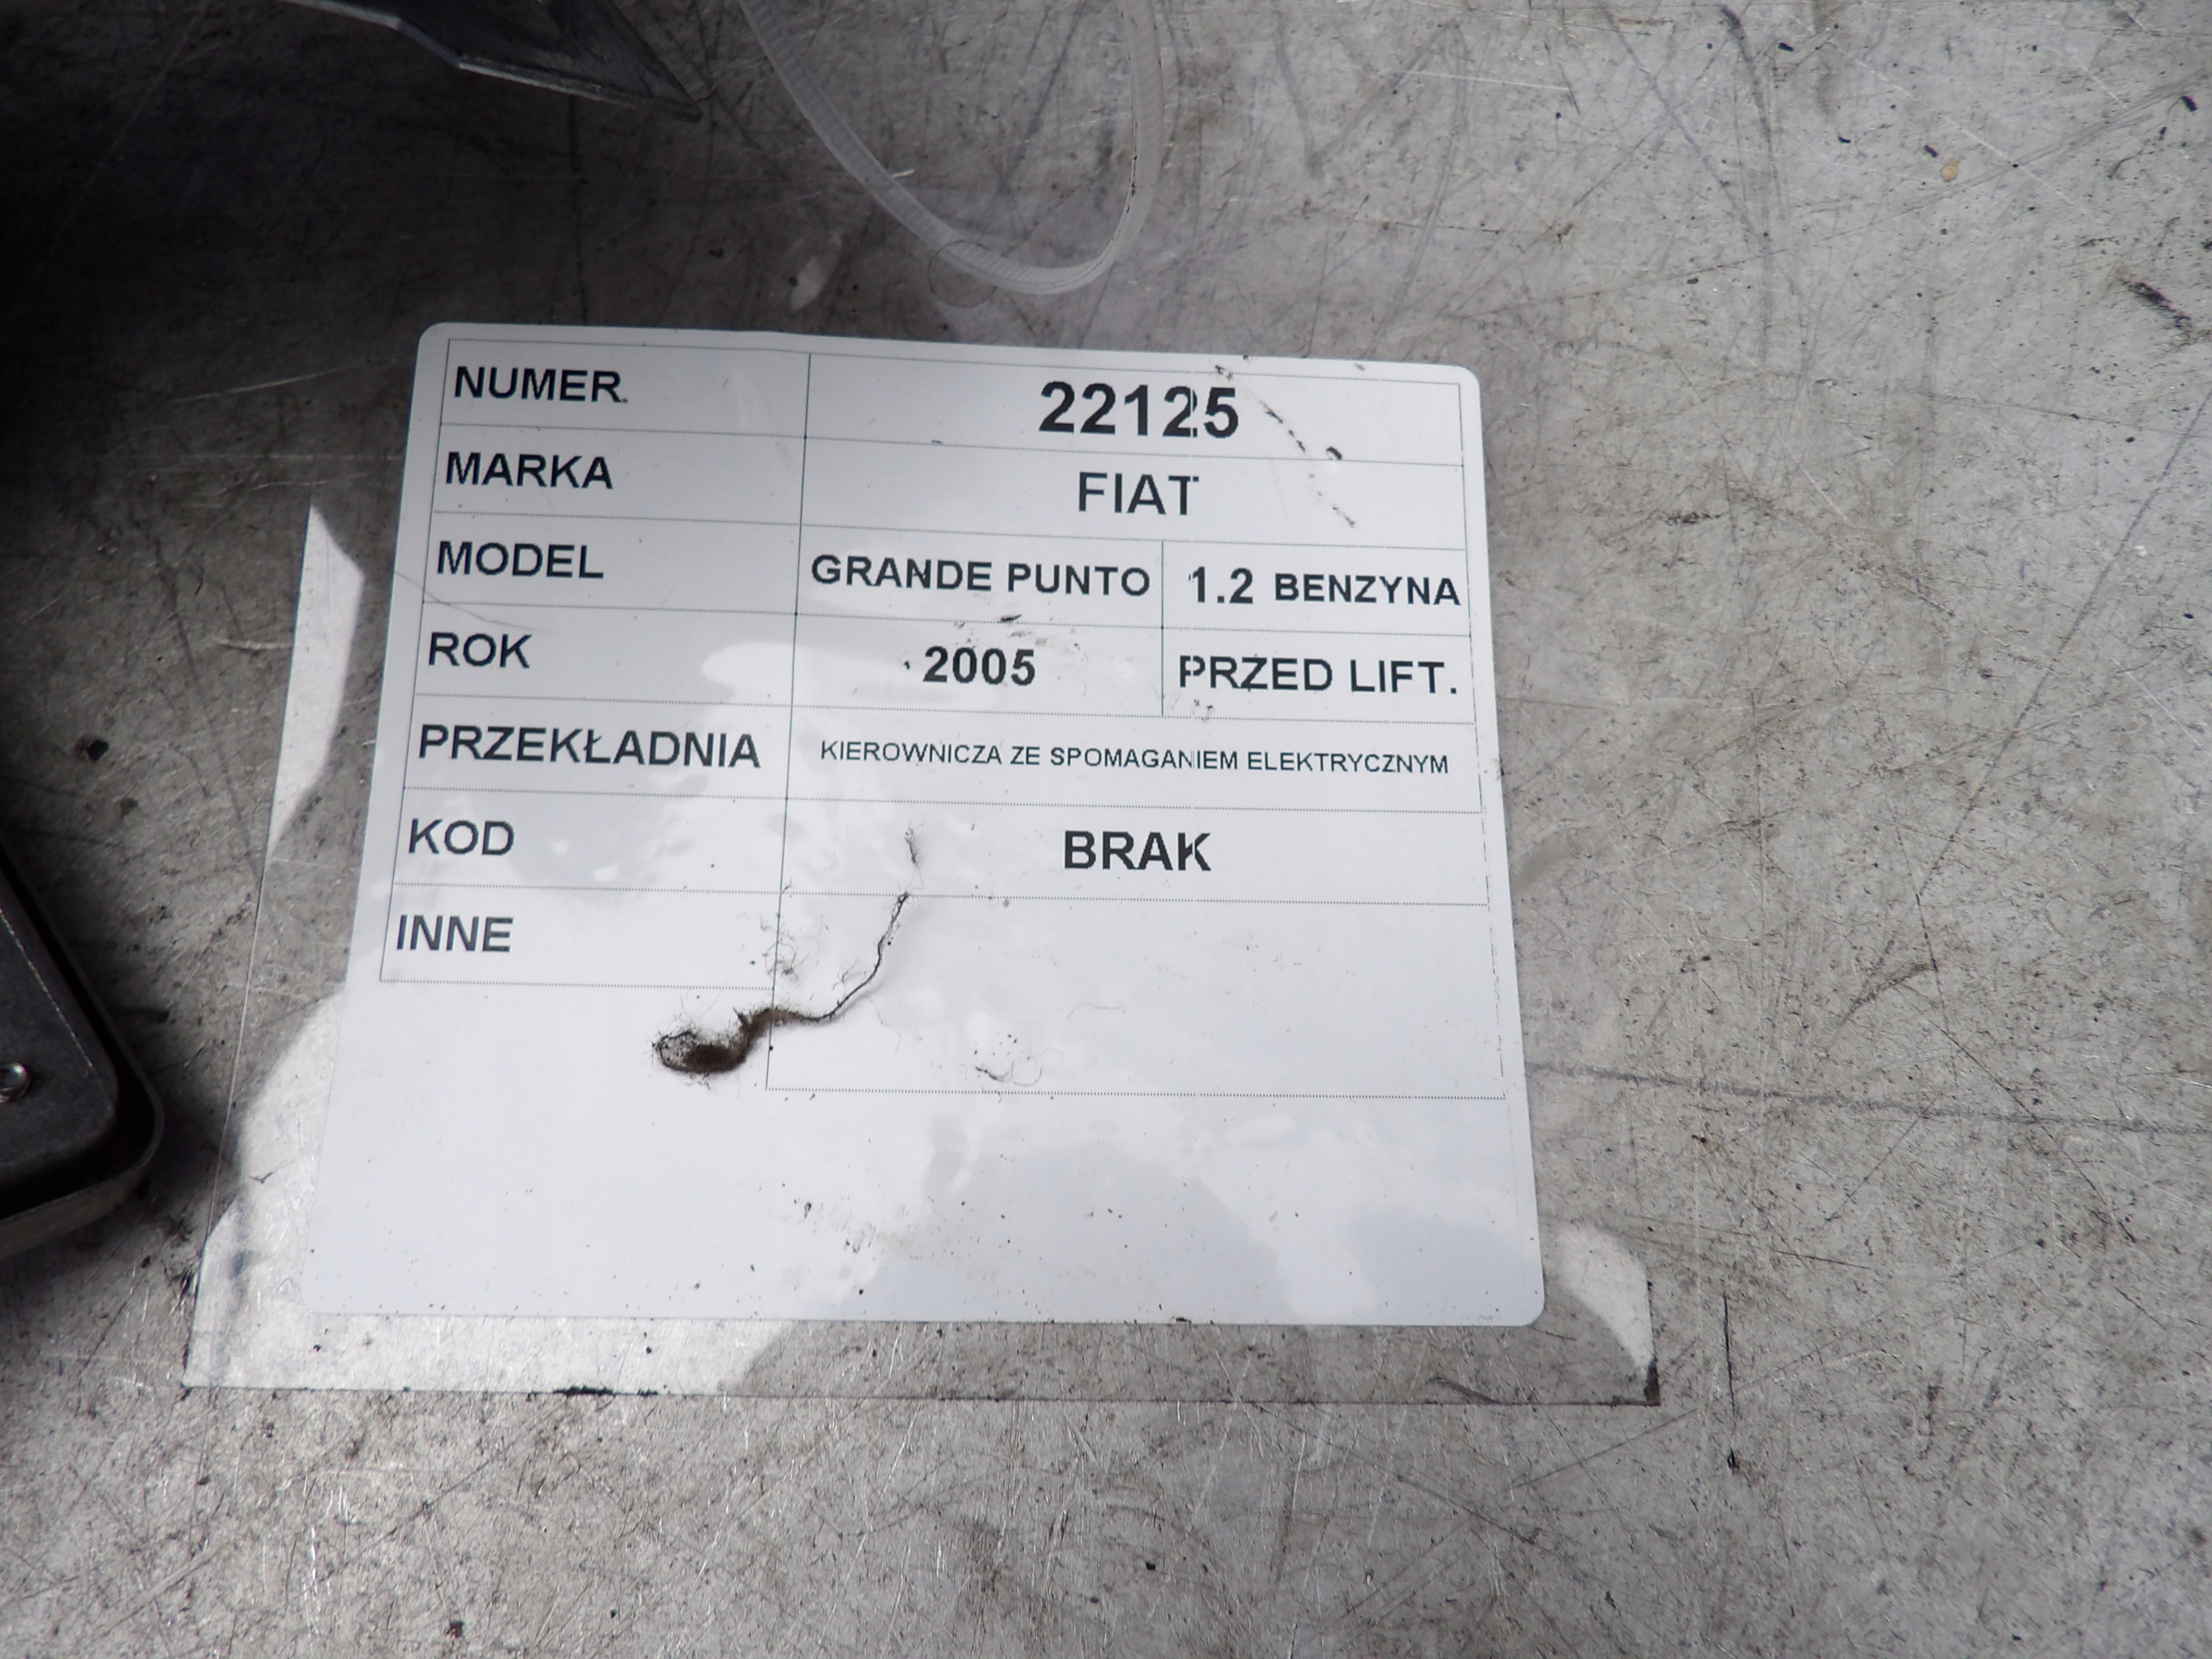 NUMER 22125
MARKA FIAT
MODEL GRANDE PUNTO 1.2 BENZYNA
ROK 2005 PRZED LIFT.
PRZEKŁADNIA KIEROWNICZA ZE SPOMAGANIEM ELEKTRYCZNYM
KOD BRAK
INNE